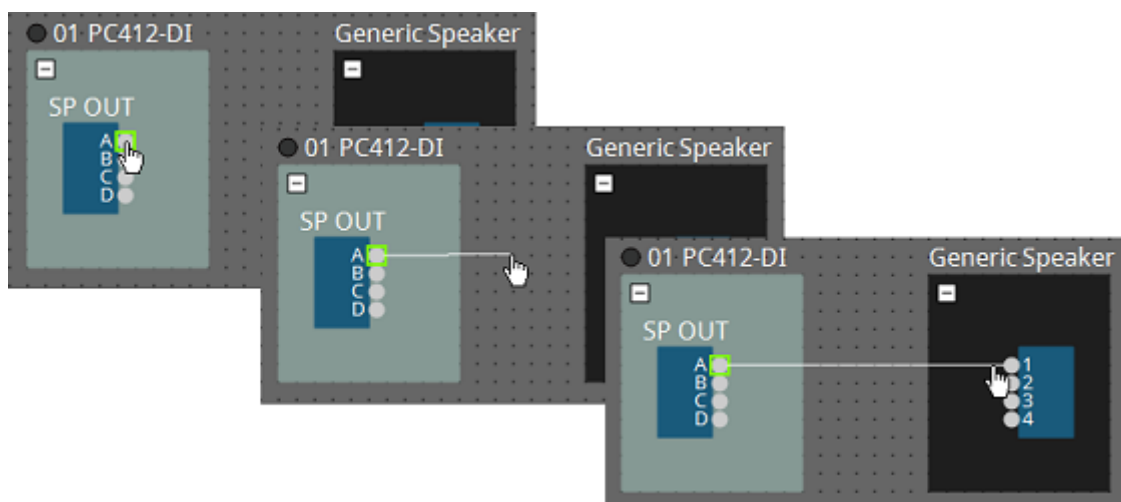 01 PC412-DI
Generic Speaker
SP OUT
A
B
C
D
01 PC412-DI
Generic Speaker
SP OUT
A
B
C
D
01 PC412-DI
Generic Speaker
SP OUT
A
B
C
D
1
2
3
4